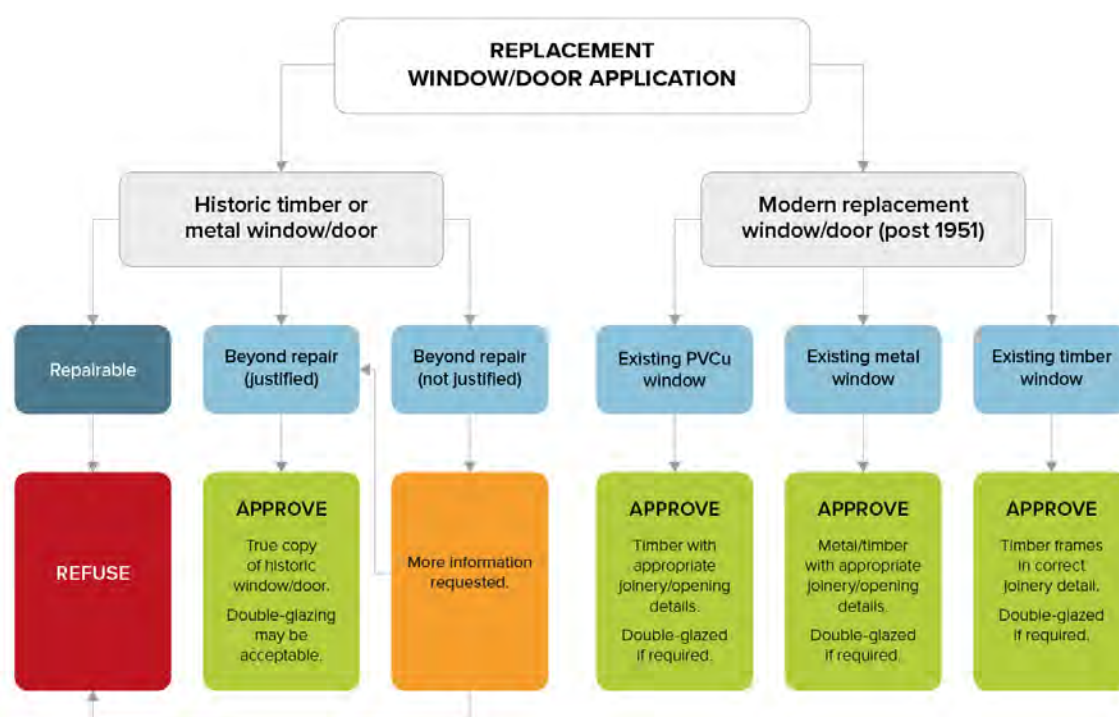 REPLACEMENT
WINDOW/DOOR APPLICATION
Historic timber or
metal window/door
Modern replacement
window/door (post 1951)
Repairable
Beyond repair
(justified)
Beyond repair
(not justified)
Existing PVCu
window
Existing metal
window
Existing timber
window
REFUSE
APPROVE
True copy
of historic
window/door.
Double-glazing
may be
acceptable.
More information
requested.
APPROVE
Timber with
appropriate
joinery/opening
details.
Double-glazed
if required.
APPROVE
Metal/timber
with appropriate
joinery/opening
details.
Double-glazed
if required.
APPROVE
Timber frames
in correct
joinery detail.
Double-glazed
if required.